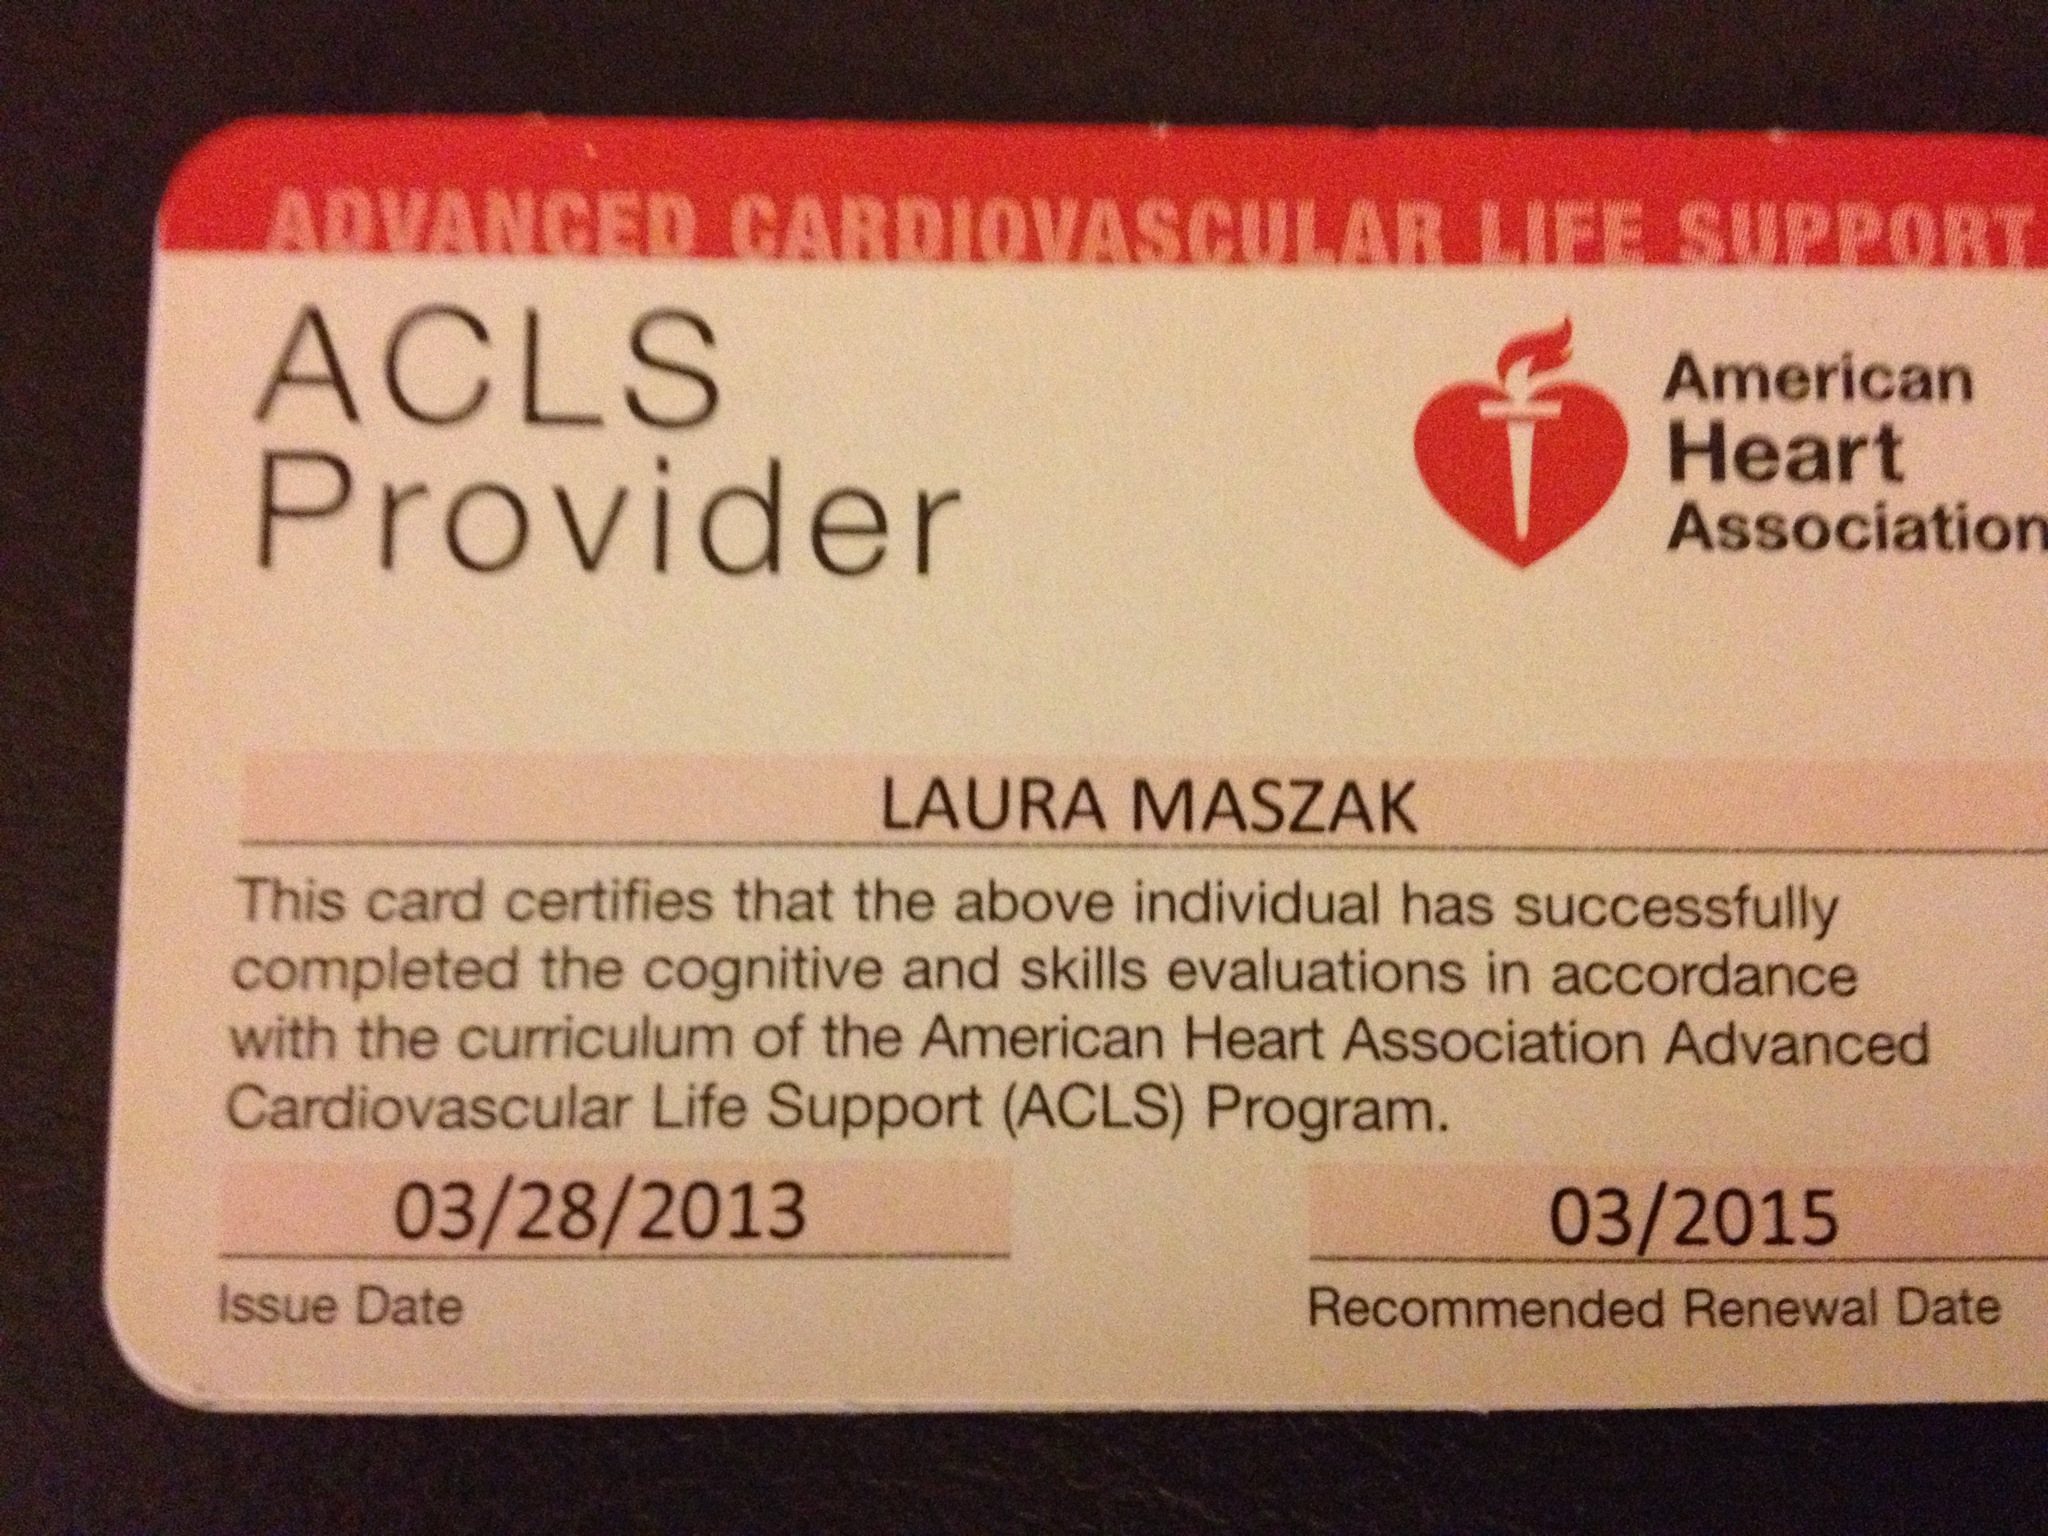 ADVANCED CARDIOVASCULAR LIFE SUPPORT
ACLS
Provider
American
Heart
Association
LAURA MASZAK
This card certifies that the above individual has successfully
completed the cognitive and skills evaluations in accordance
with the curriculum of the American Heart Association Advanced
Cardiovascular Life Support (ACLS) Program.
03/28/2013
03/2015
Issue Date
Recommended Renewal Date